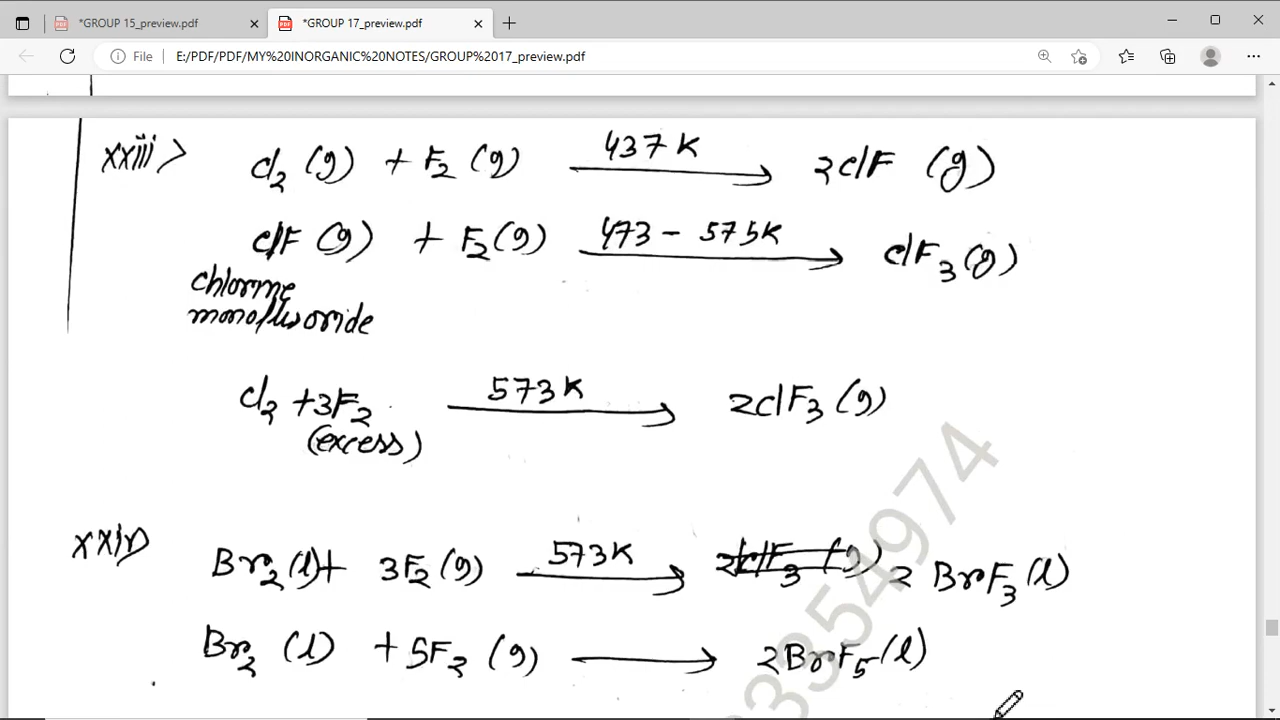 *GROUP 15_preview.pdf
*GROUP 17_preview.pdf
File
E:/PDF/PDF/MY%20INORGANIC%20NOTES/GROUP%2017_preview.pdf
xxiii> Cl₂ (g) + F₂ (g) 437 K → 2ClF (g)
ClF (g) + F₂(g) 473 - 575K → ClF₃(g)
chlorine
monofluoride
Cl₂ +3F₂ 573K → 2ClF₃(g)
(excess)
xxiv) Br₂(l)+ 3F₂(g) 573K → 2ClF₃(g) 2 BrF₃(l)
Br₂ (l) +5F₂ (g) → 2BrF₅(l)
3354974